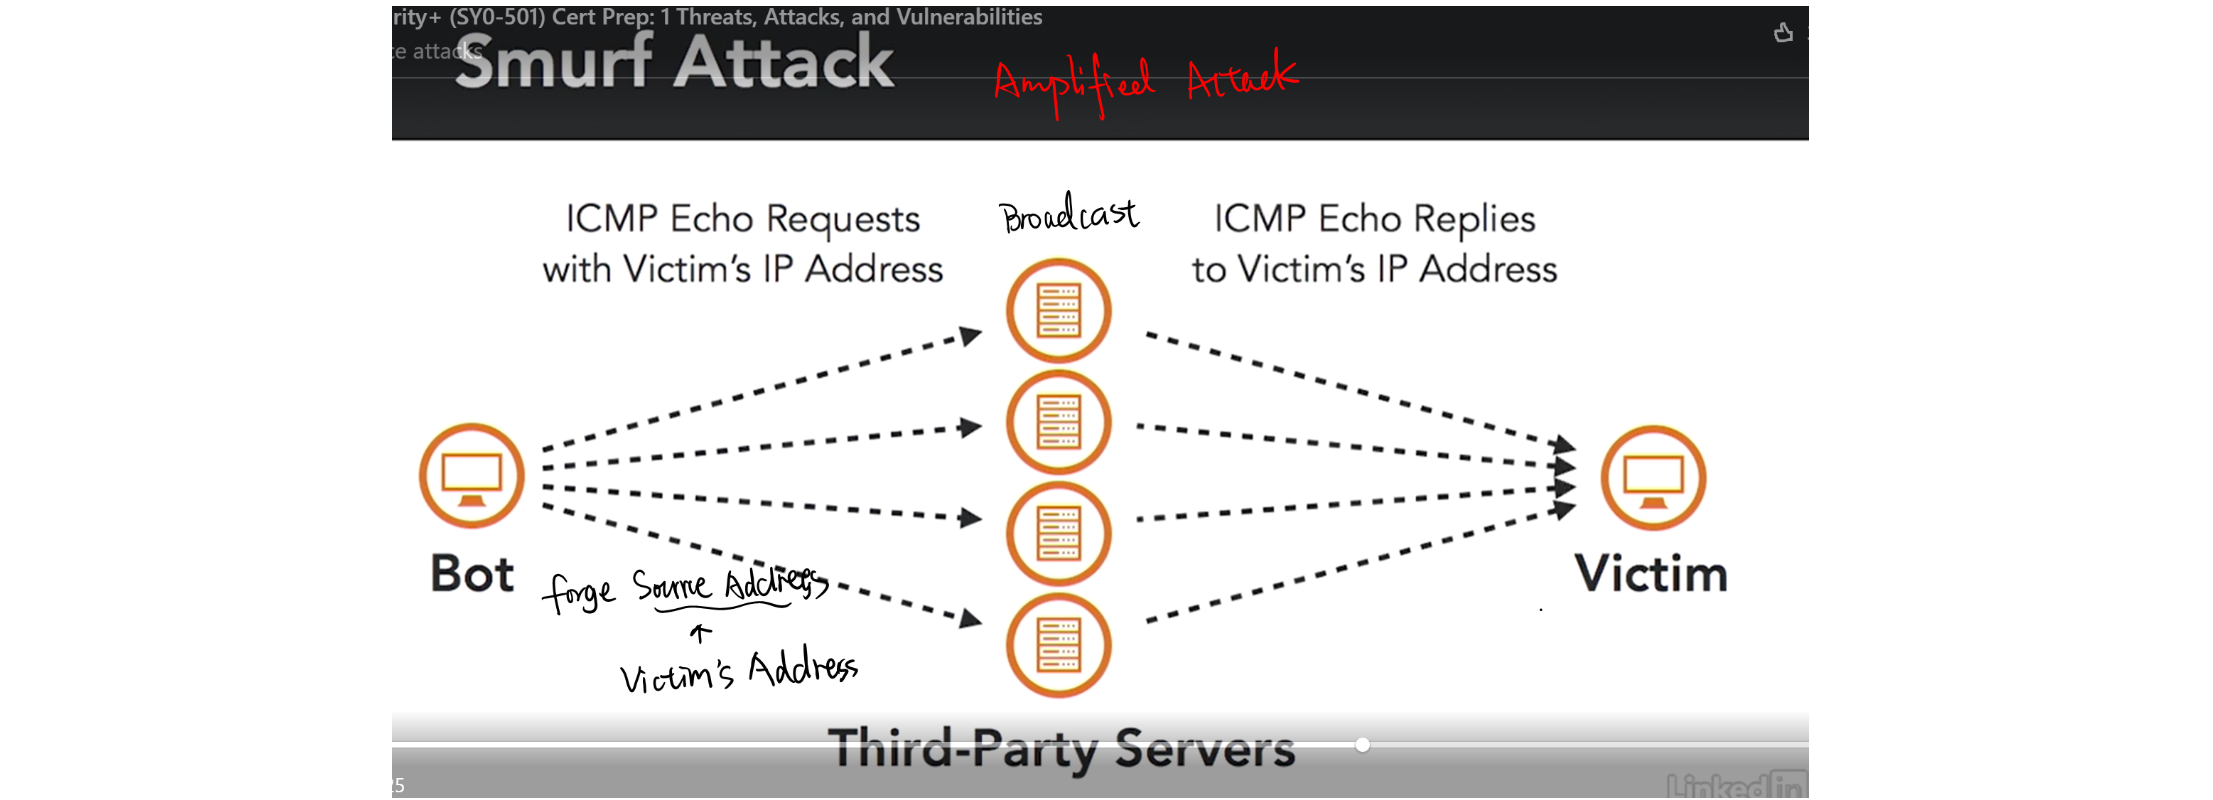 rity+ (SY0-501) Cert Prep: 1 Threats, Attacks, and Vulnerabilities
te attacks
Smurf Attack
Amplified Attack
ICMP Echo Requests
with Victim's IP Address
Broadcast
ICMP Echo Replies
to Victim's IP Address
Bot
Victim
forge Source Address
Victim's Address
Third-Party Servers
25
LinkedIn